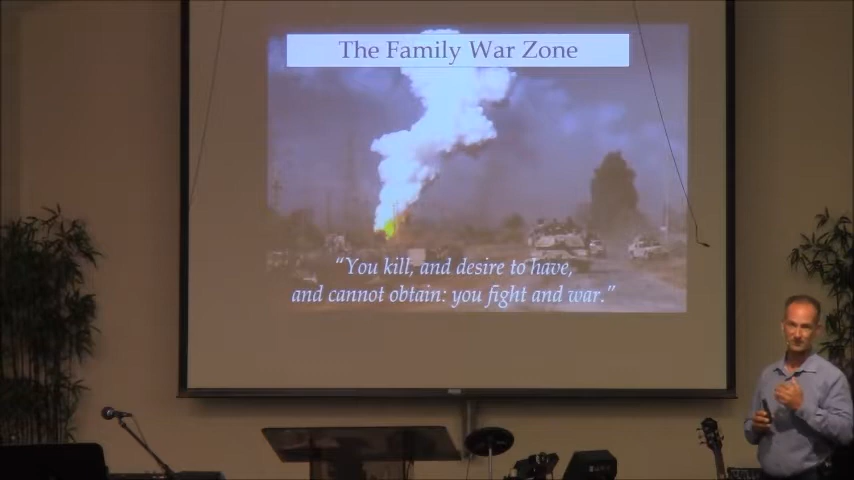 The Family War Zone
“You kill, and desire to have,
and cannot obtain: you fight and war.”